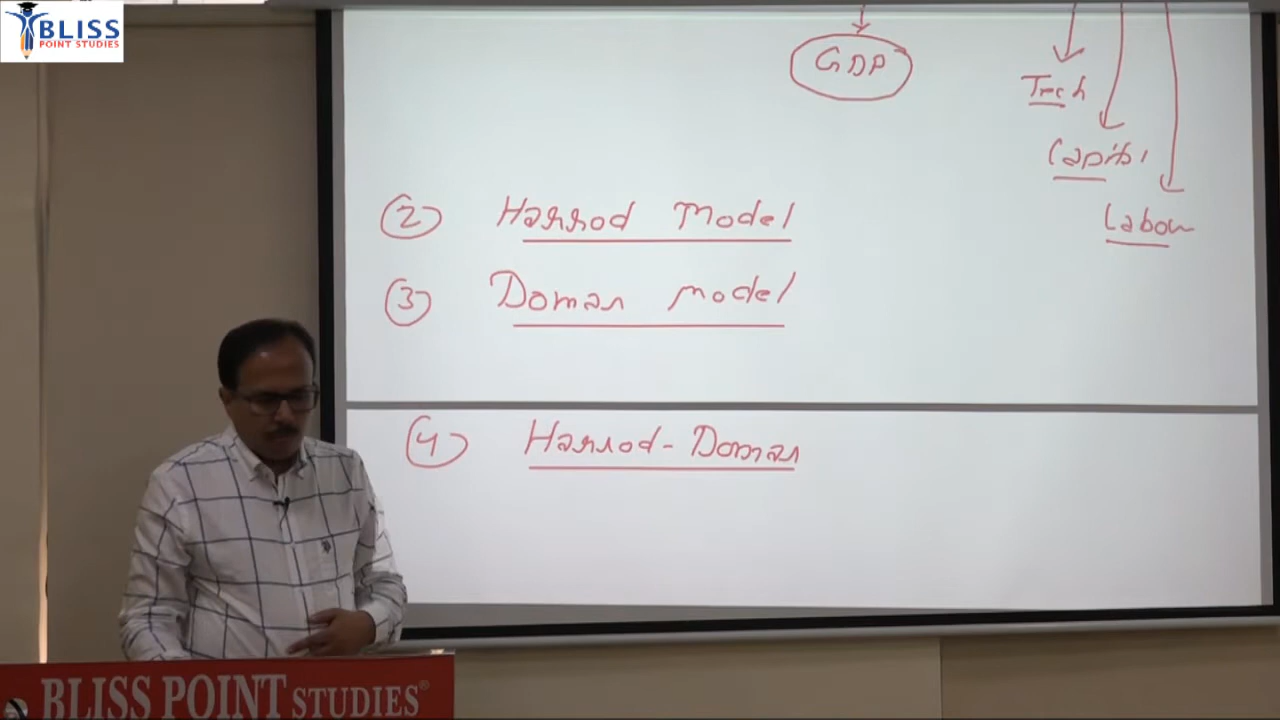 BLISS
POINT STUDIES
GDP
Tech
Capital
Labour
② Harrod Model
③ Domar model
④ Harrod-Domar
BLISS POINT STUDIES®